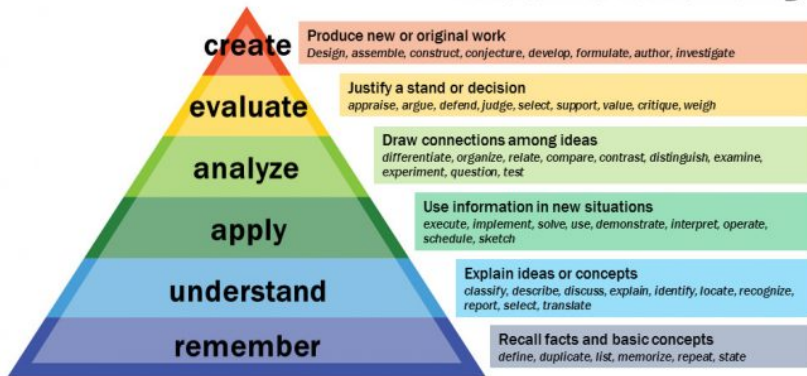 create
Produce new or original work
Design, assemble, construct, conjecture, develop, formulate, author, investigate
evaluate
Justify a stand or decision
appraise, argue, defend, judge, select, support, value, critique, weigh
analyze
Draw connections among ideas
differentiate, organize, relate, compare, contrast, distinguish, examine,
experiment, question, test
apply
Use information in new situations
execute, implement, solve, use, demonstrate, interpret, operate,
schedule, sketch
understand
Explain ideas or concepts
classify, describe, discuss, explain, identify, locate, recognize,
report, select, translate
remember
Recall facts and basic concepts
define, duplicate, list, memorize, repeat, state